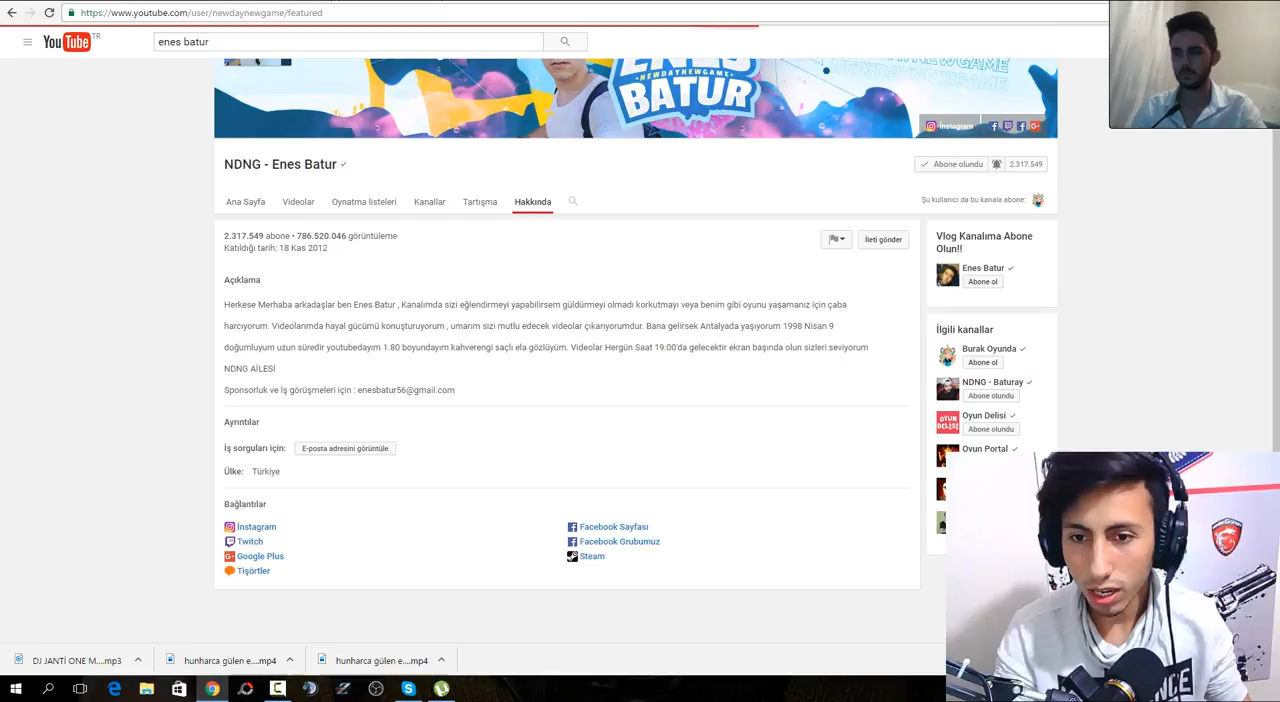 https://www.youtube.com/user/newdaynewgame/featured
YouTube TR
enes batur
ENES
NEWDAYNEWGAME
BATUR
İnstagram
NDNG - Enes Batur
Abone olundu 2.317.549
Ana Sayfa Videolar Oynatma listeleri Kanallar Tartışma Hakkında
Şu kullanıcı da bu kanala abone:
2.317.549 abone • 786.520.046 görüntüleme
Katıldığı tarih: 18 Kas 2012
İleti gönder
Açıklama
Herkese Merhaba arkadaşlar ben Enes Batur , Kanalımda sizi eğlendirmeyi yapabilirsem güldürmeyi olmadı korkutmayı veya benim gibi oyunu yaşamanız için çaba
harcıyorum. Videolarımda hayal gücümü konuşturuyorum , umarım sizi mutlu edecek videolar çıkarıyorumdur. Bana gelirsek Antalyada yaşıyorum 1998 Nisan 9
doğumluyum uzun süredir youtubedayım 1.80 boyundayım kahverengi saçlı ela gözlüyüm. Videolar Hergün Saat 19:00'da gelecektir ekran başında olun sizleri seviyorum
NDNG AİLESİ
Sponsorluk ve İş görüşmeleri için : enesbatur56@gmail.com
Ayrıntılar
İş sorguları için: E-posta adresini görüntüle
Ülke: Türkiye
Bağlantılar
İnstagram
Twitch
Google Plus
Tişörtler
Facebook Sayfası
Facebook Grubumuz
Steam
Vlog Kanalıma Abone
Olun!!
Enes Batur
Abone ol
İlgili kanallar
Burak Oyunda
Abone ol
NDNG - Baturay
Abone olundu
OYUN
DELİSİ
Oyun Delisi
Abone olundu
Oyun Portal
DJ JANTİ ONE M....mp3
hunharca gülen e....mp4
hunharca gülen e....mp4